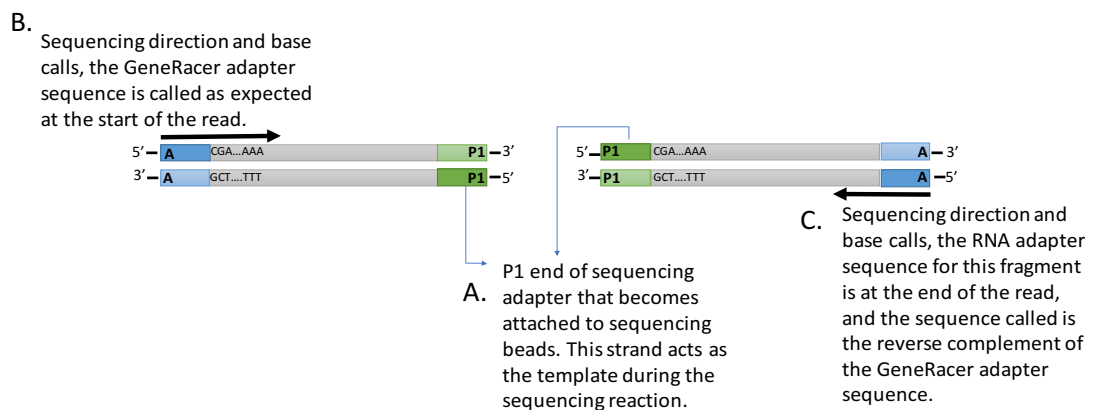 B.
Sequencing direction and base
calls, the GeneRacer adapter
sequence is called as expected
at the start of the read.
5’ A CGA...AAA P1 3’
3’ A GCT....TTT P1 5’
5’ P1 CGA...AAA A 3’
3’ P1 GCT....TTT A 5’
A.
P1 end of sequencing
adapter that becomes
attached to sequencing
beads. This strand acts as
the template during the
sequencing reaction.
C.
Sequencing direction and
base calls, the RNA adapter
sequence for this fragment
is at the end of the read,
and the sequence called is
the reverse complement of
the GeneRacer adapter
sequence.